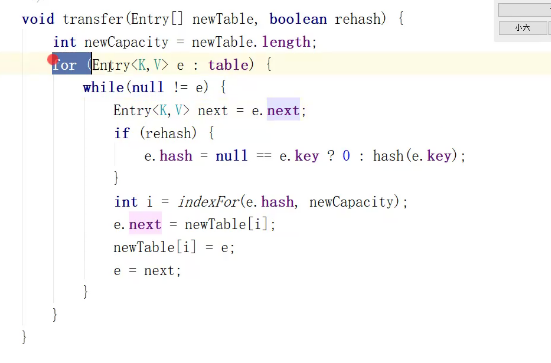 void transfer(Entry[] newTable, boolean rehash) {
    int newCapacity = newTable.length;
    for (Entry<K,V> e : table) {
        while(null != e) {
            Entry<K,V> next = e.next;
            if (rehash) {
                e.hash = null == e.key ? 0 : hash(e.key);
            }
            int i = indexFor(e.hash, newCapacity);
            e.next = newTable[i];
            newTable[i] = e;
            e = next;
        }
    }
}
小六